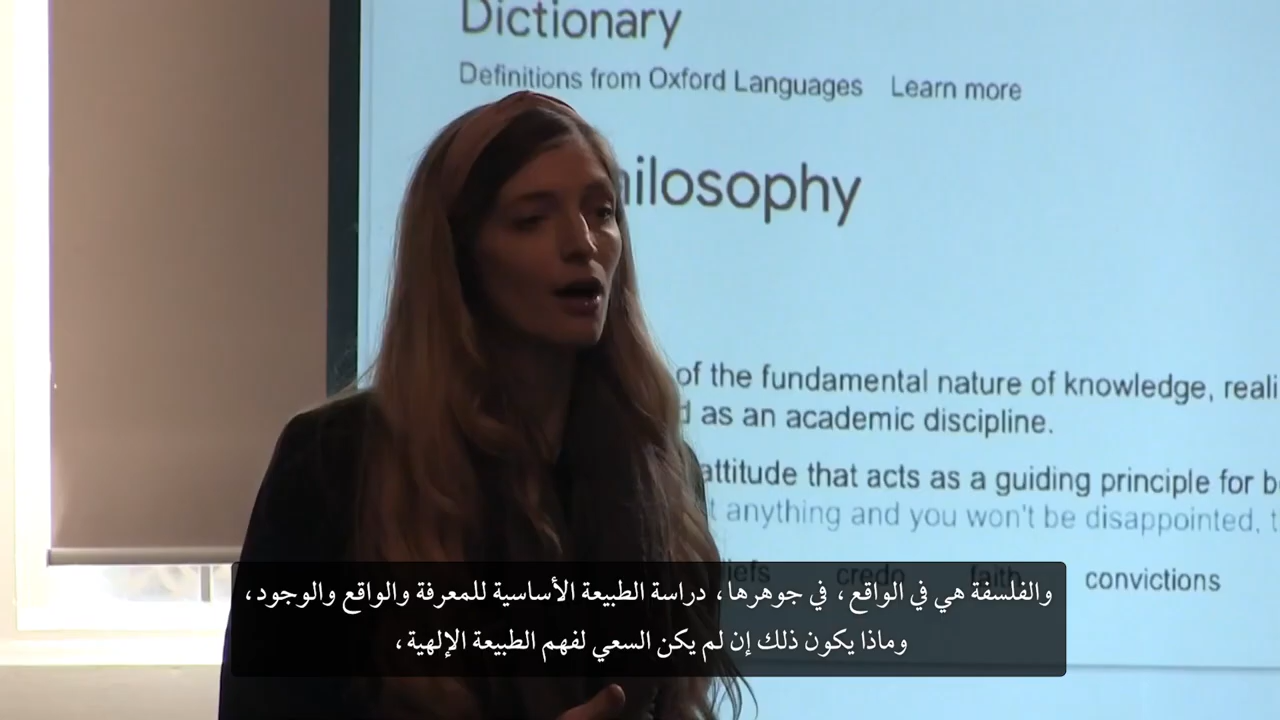 Dictionary
Definitions from Oxford Languages Learn more
ilosophy
of the fundamental nature of knowledge, reali
as an academic discipline.
attitude that acts as a guiding principle for b
anything and you won't be disappointed, t
iefs credo faith convictions
والفلسفة هي في الواقع، في جوهرها، دراسة الطبيعة الأساسية للمعرفة والواقع والوجود،
وماذا يكون ذلك إن لم يكن السعي لفهم الطبيعة الإلهية،